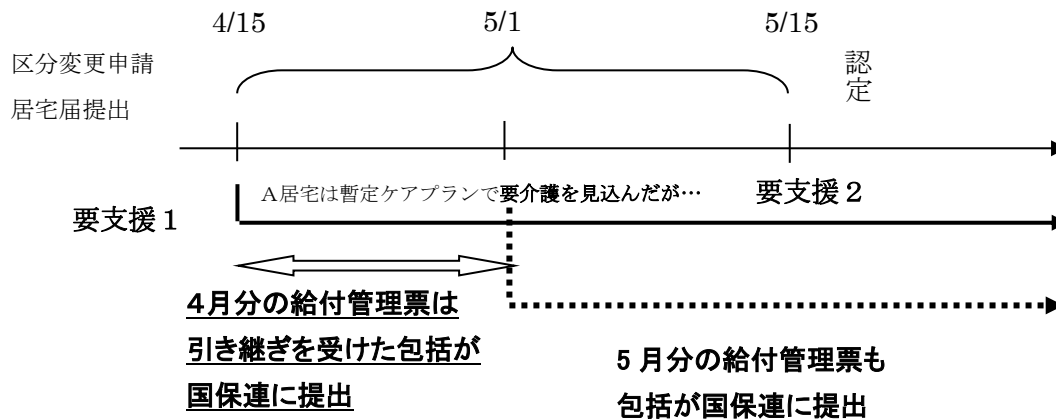 4/15 5/1 5/15
区分変更申請
居宅届提出
認定
A居宅は暫定ケアプランで要介護を見込んだが…
要支援2
要支援1
4月分の給付管理票は
引き継ぎを受けた包括が
国保連に提出
5月分の給付管理票も
包括が国保連に提出